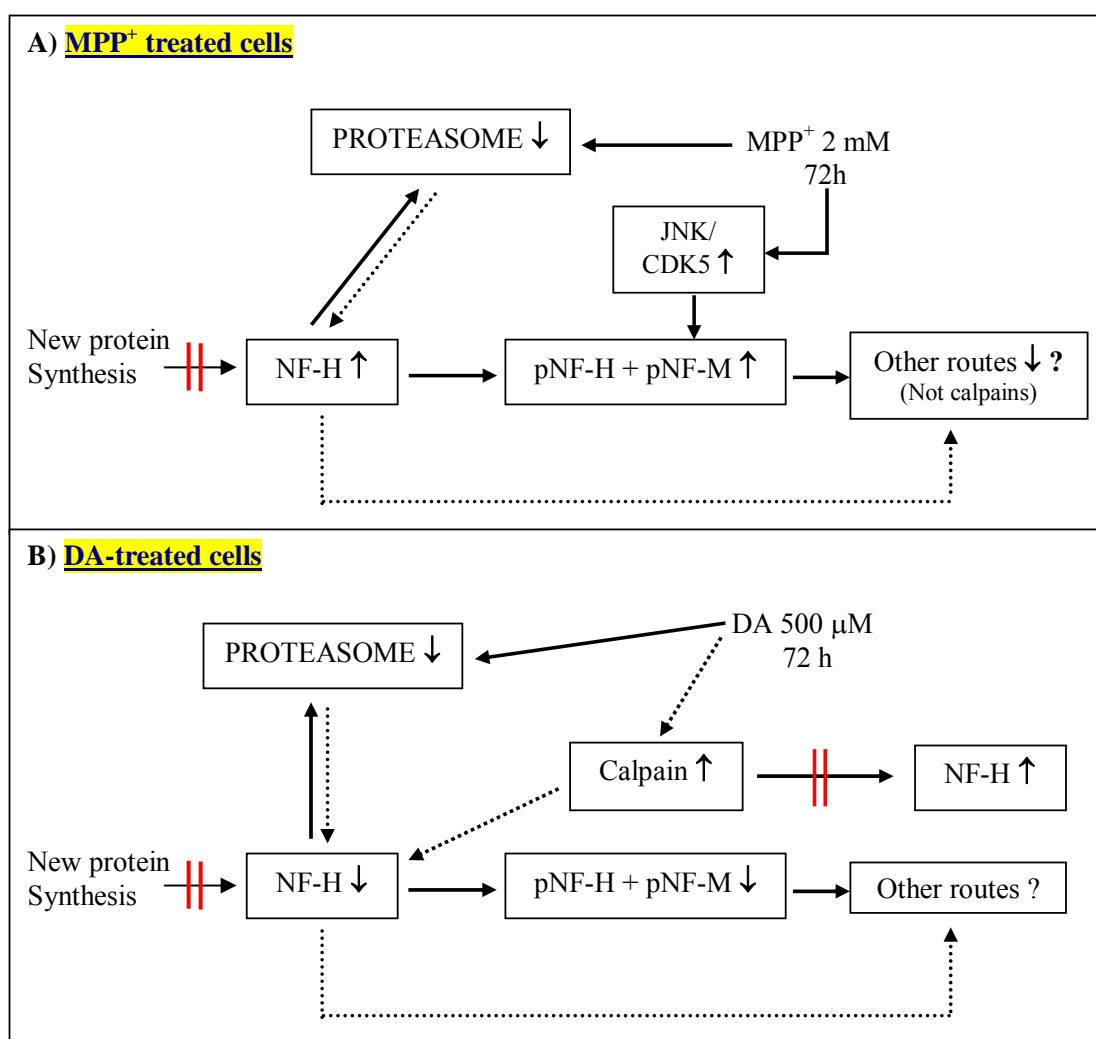 A) MPP⁺ treated cells
PROTEASOME ↓
MPP⁺ 2 mM
72h
JNK/
CDK5 ↑
New protein
Synthesis
NF-H ↑
pNF-H + pNF-M ↑
Other routes ↓ ?
(Not calpains)
B) DA-treated cells
PROTEASOME ↓
DA 500 μM
72 h
Calpain ↑
NF-H ↑
New protein
Synthesis
NF-H ↓
pNF-H + pNF-M ↓
Other routes ?